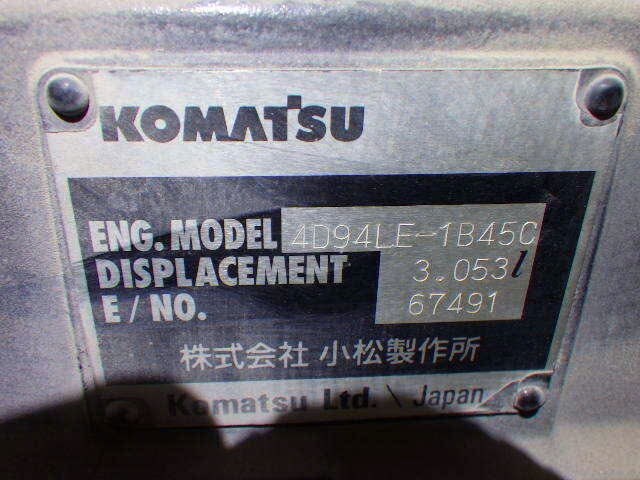 KOMATSU
ENG. MODEL 4D94LE-1B45C
DISPLACEMENT 3.053 l
E / NO. 67491
株式会社 小松製作所
Komatsu Ltd. \ Japan